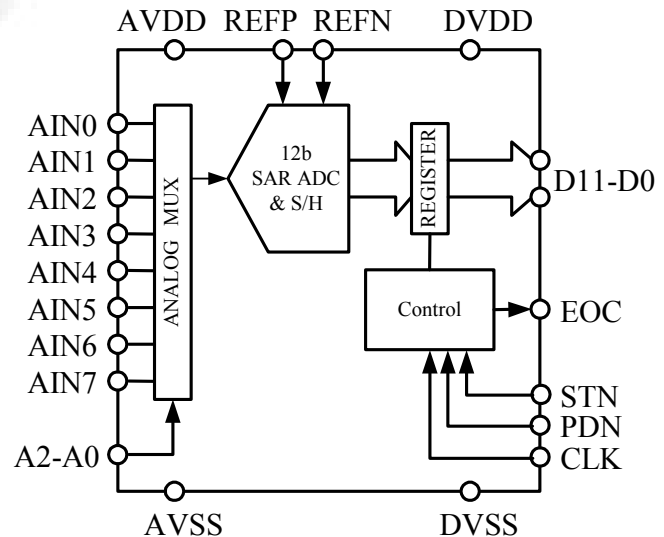 AVDD REFP REFN DVDD
AIN0
AIN1
AIN2
AIN3
AIN4
AIN5
AIN6
AIN7
A2-A0
ANALOG MUX
12b
SAR ADC
& S/H
REGISTER
Control
D11-D0
EOC
STN
PDN
CLK
AVSS DVSS